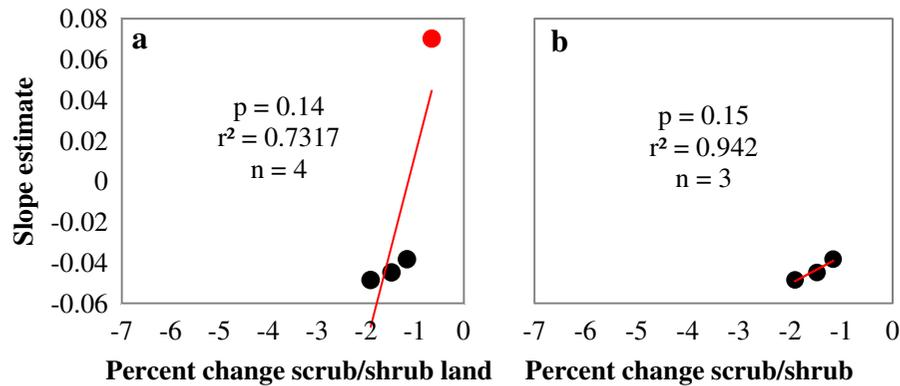 a
p = 0.14
r² = 0.7317
n = 4
Slope estimate
0.08
0.06
0.04
0.02
0
-0.02
-0.04
-0.06
-7 -6 -5 -4 -3 -2 -1 0
Percent change scrub/shrub land
b
p = 0.15
r² = 0.942
n = 3
-7 -6 -5 -4 -3 -2 -1 0
Percent change scrub/shrub